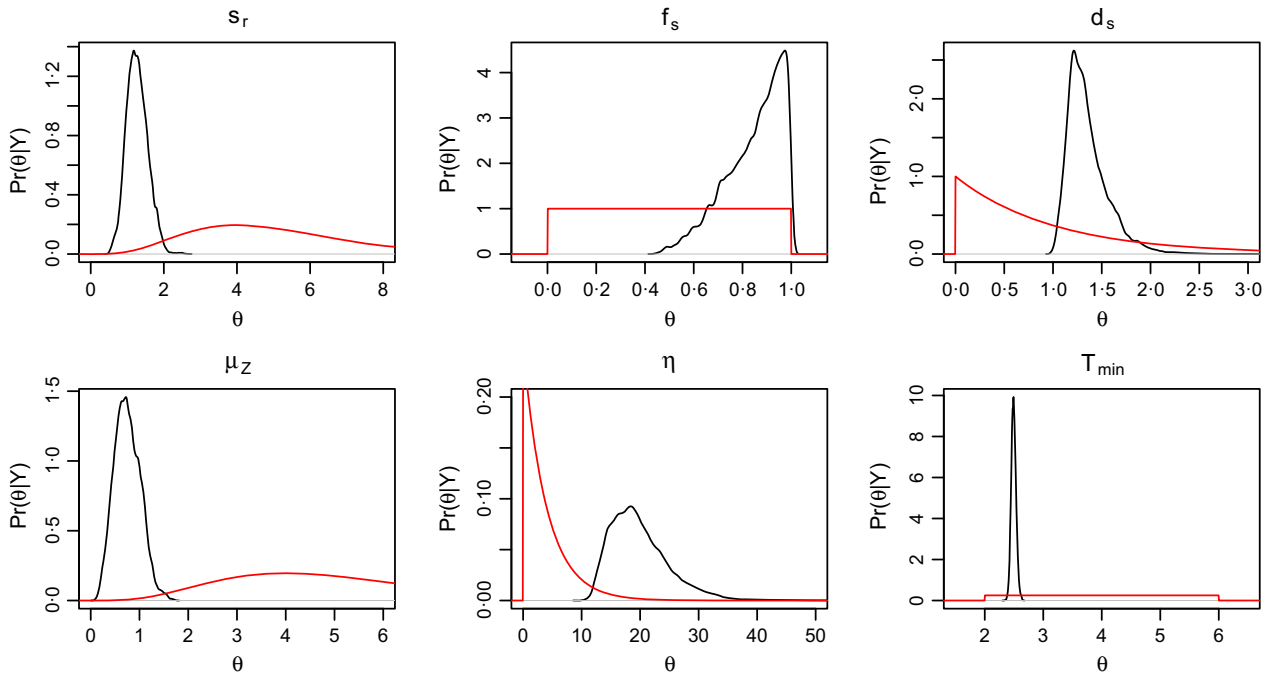 s_r
Pr(θ|Y)
0·0 0·4 0·8 1·2
0 2 4 6 8
θ
f_s
Pr(θ|Y)
0 1 2 3 4
0·0 0·2 0·4 0·6 0·8 1·0
θ
d_s
Pr(θ|Y)
0·0 1·0 2·0
0·0 0·5 1·0 1·5 2·0 2·5 3·0
θ
μ_Z
Pr(θ|Y)
0·0 0·5 1·0 1·5
0 1 2 3 4 5 6
θ
η
Pr(θ|Y)
0·00 0·10 0·20
0 10 20 30 40 50
θ
T_min
Pr(θ|Y)
0 2 4 6 8 10
2 3 4 5 6
θ